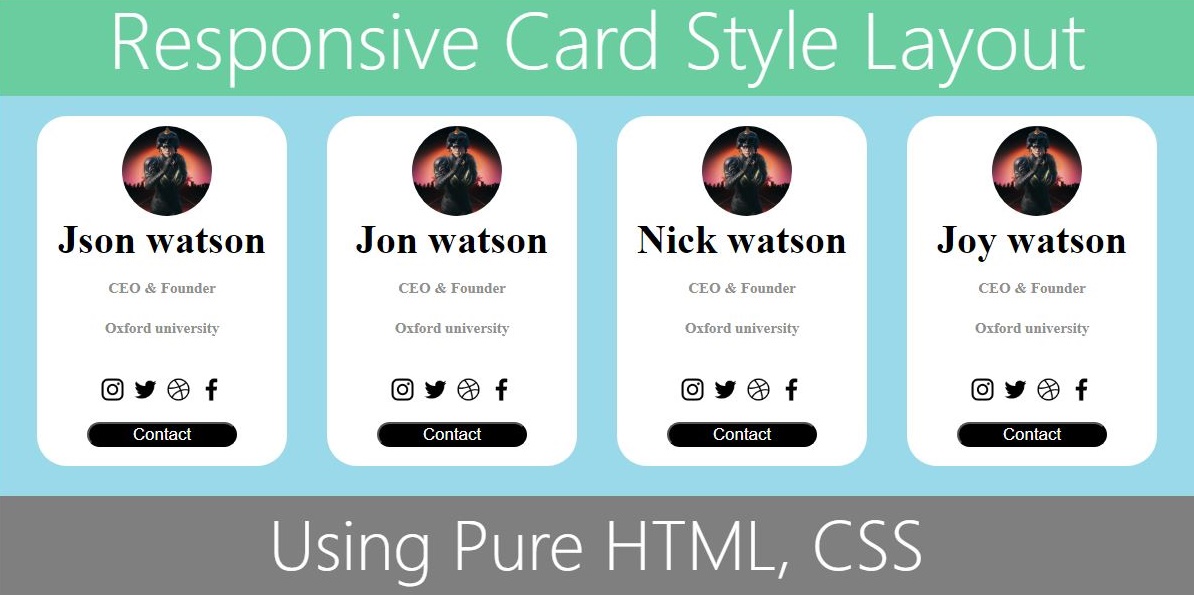 Responsive Card Style Layout
Json watson
CEO & Founder
Oxford university
Contact
Jon watson
CEO & Founder
Oxford university
Contact
Nick watson
CEO & Founder
Oxford university
Contact
Joy watson
CEO & Founder
Oxford university
Contact
Using Pure HTML, CSS